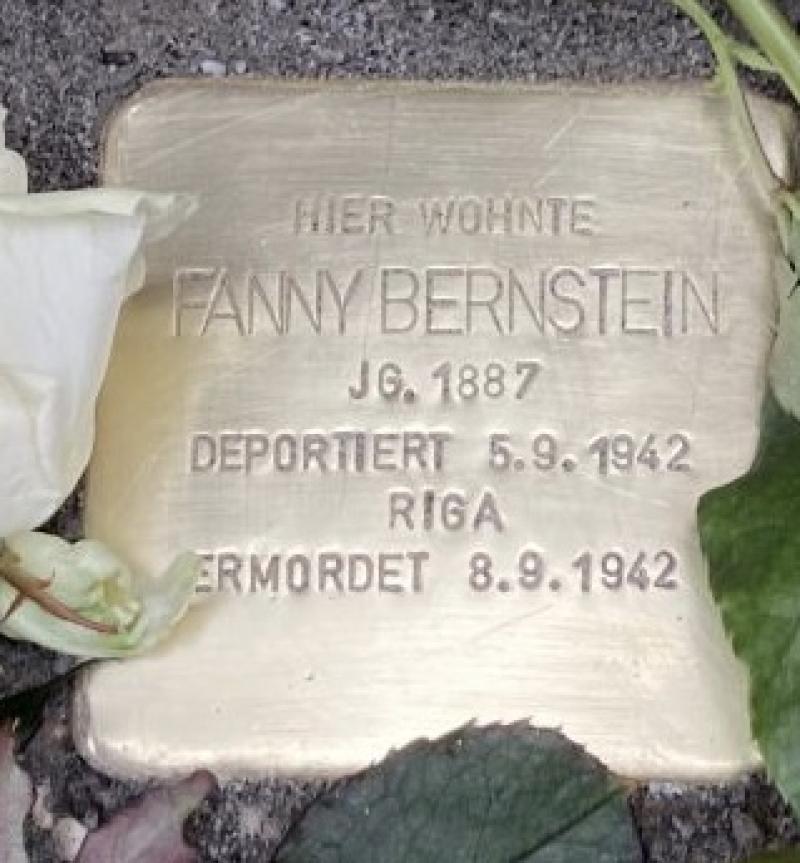 HIER WOHNTE
FANNY BERNSTEIN
JG. 1887
DEPORTIERT 5.9.1942
RIGA
ERMORDET 8.9.1942